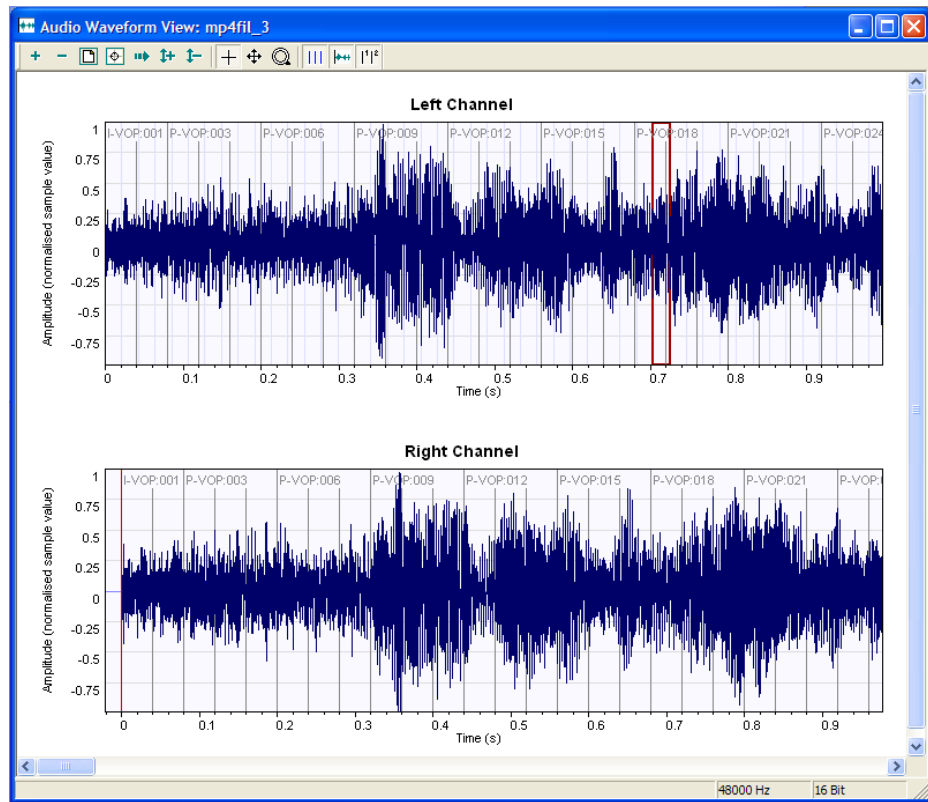 Audio Waveform View: mp4fil_3
Left Channel
I-VOP:001 P-VOP:003 P-VOP:006 P-VOP:009 P-VOP:012 P-VOP:015 P-VOP:018 P-VOP:021 P-VOP:024
Amplitude (normalised sample value)
1
0.75
0.5
0.25
0
-0.25
-0.5
-0.75
0 0.1 0.2 0.3 0.4 0.5 0.6 0.7 0.8 0.9
Time (s)
Right Channel
I-VOP:001 P-VOP:003 P-VOP:006 P-VOP:009 P-VOP:012 P-VOP:015 P-VOP:018 P-VOP:021
Amplitude (normalised sample value)
1
0.75
0.5
0.25
0
-0.25
-0.5
-0.75
0 0.1 0.2 0.3 0.4 0.5 0.6 0.7 0.8 0.9
Time (s)
48000 Hz 16 Bit